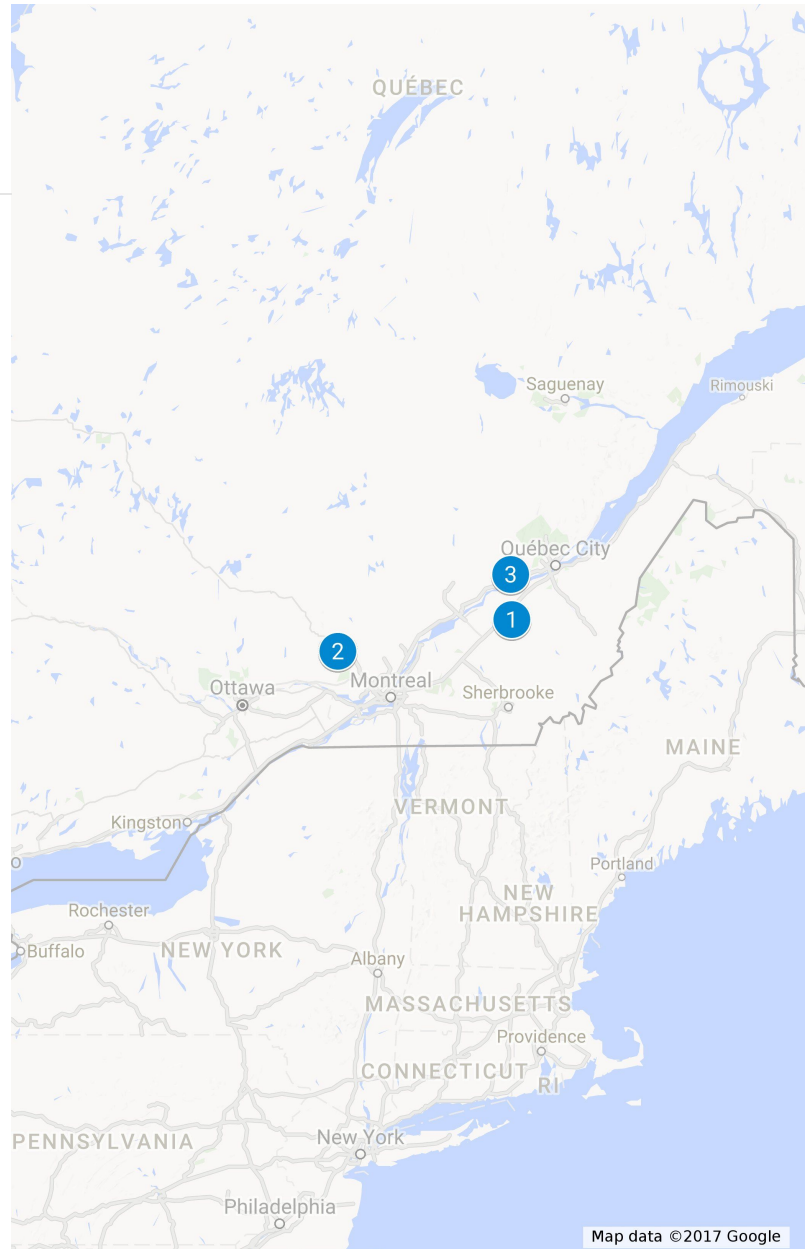 QUÉBEC
Saguenay
Rimouski
Québec City
3
1
2
Montreal
Ottawa
Sherbrooke
MAINE
VERMONT
Kingston
o
Portland
NEW
HAMPSHIRE
Rochester
Buffalo
NEW YORK
Albany
MASSACHUSETTS
Providence
CONNECTICUT
RI
PENNSYLVANIA
New York
Philadelphia
Map data ©2017 Google